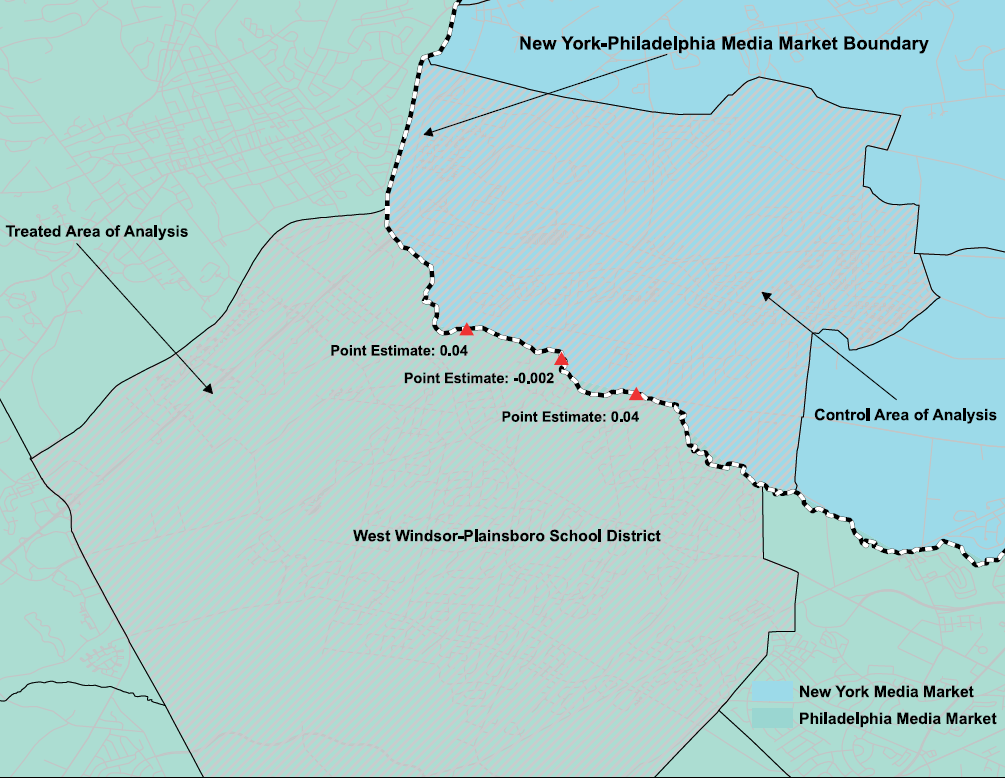 New York-Philadelphia Media Market Boundary
Treated Area of Analysis
Point Estimate: 0.04
Point Estimate: -0.002
Point Estimate: 0.04
Control Area of Analysis
West Windsor-Plainsboro School District
New York Media Market
Philadelphia Media Market